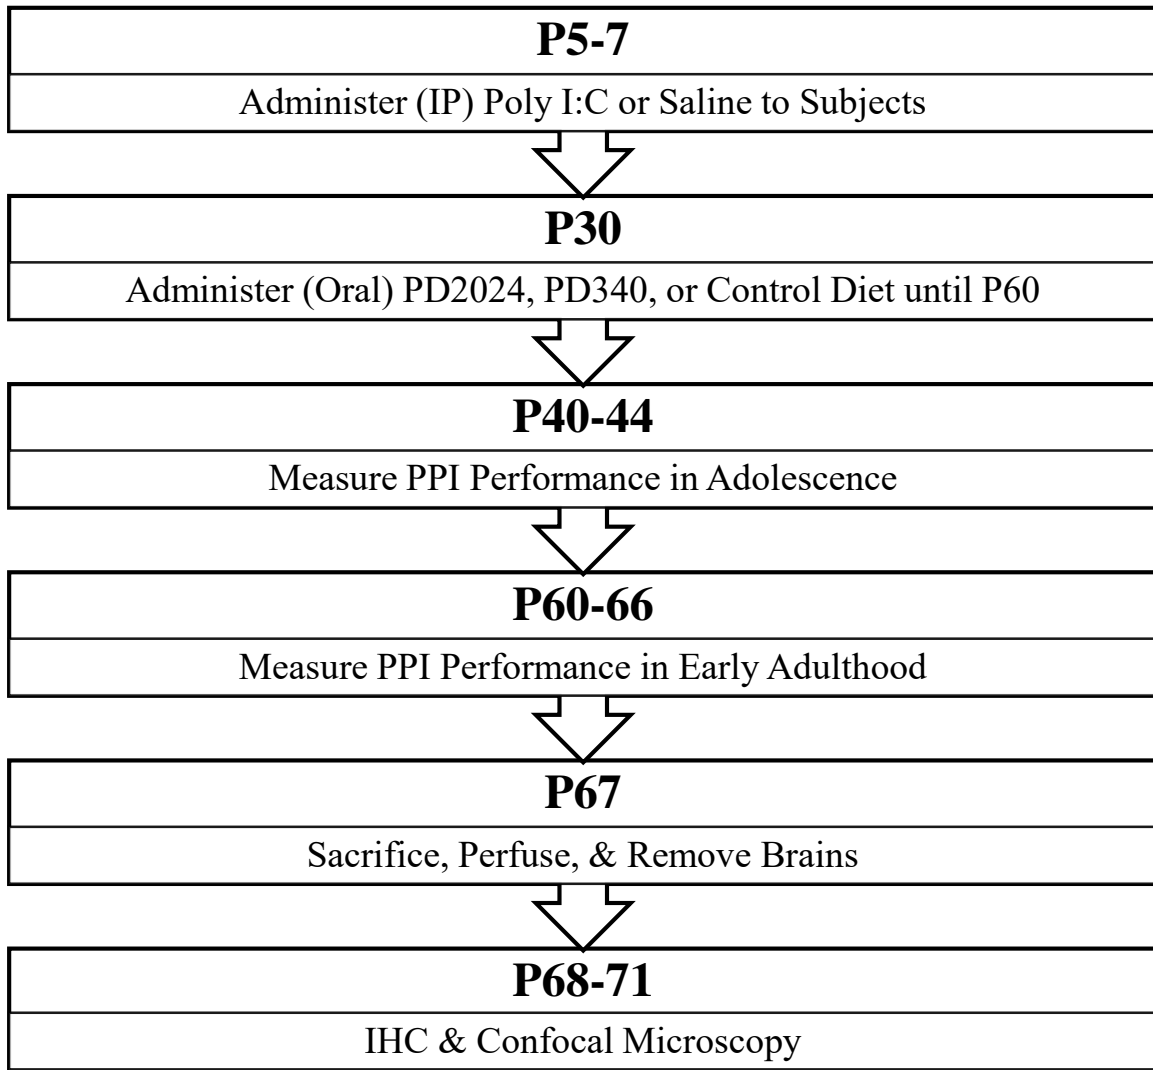 P5-7
Administer (IP) Poly I:C or Saline to Subjects
P30
Administer (Oral) PD2024, PD340, or Control Diet until P60
P40-44
Measure PPI Performance in Adolescence
P60-66
Measure PPI Performance in Early Adulthood
P67
Sacrifice, Perfuse, & Remove Brains
P68-71
IHC & Confocal Microscopy